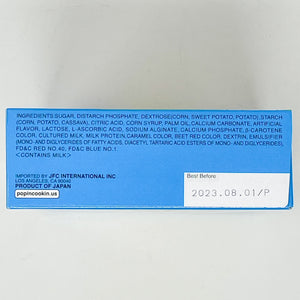 INGREDIENTS:SUGAR, DISTARCH PHOSPHATE, DEXTROSE(CORN, SWEET POTATO, POTATO), STARCH
(CORN, POTATO, CASSAVA), CITRIC ACID, CORN SYRUP, PALM OIL, CALCIUM CARBONATE, ARTIFICIAL
FLAVOR, LACTOSE, L-ASCORBIC ACID, SODIUM ALGINATE, CALCIUM PHOSPHATE, β-CAROTENE
COLOR, CULTURED MILK, MILK PROTEIN, CARAMEL COLOR, BEET RED COLOR, DEXTRIN, EMULSIFIER
(MONO- AND DIGLYCERIDES OF FATTY ACIDS, DIACETYL TARTARIC ACID ESTERS OF MONO- AND DIGLYCERIDES),
FD&C RED NO.40, FD&C BLUE NO.1.
<CONTAINS MILK>
IMPORTED BY JFC INTERNATIONAL INC
LOS ANGELES, CA 90040
PRODUCT OF JAPAN
popincookin.us
Best Before
2023.08.01/P